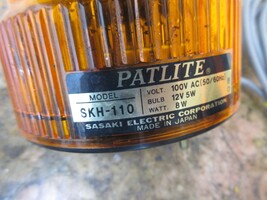 PATLITE®
MODEL SKH-110
VOLT. 100V AC (50/60Hz)
BULB 12V 5W
WATT. 8W
SASAKI ELECTRIC CORPORATION
MADE IN JAPAN